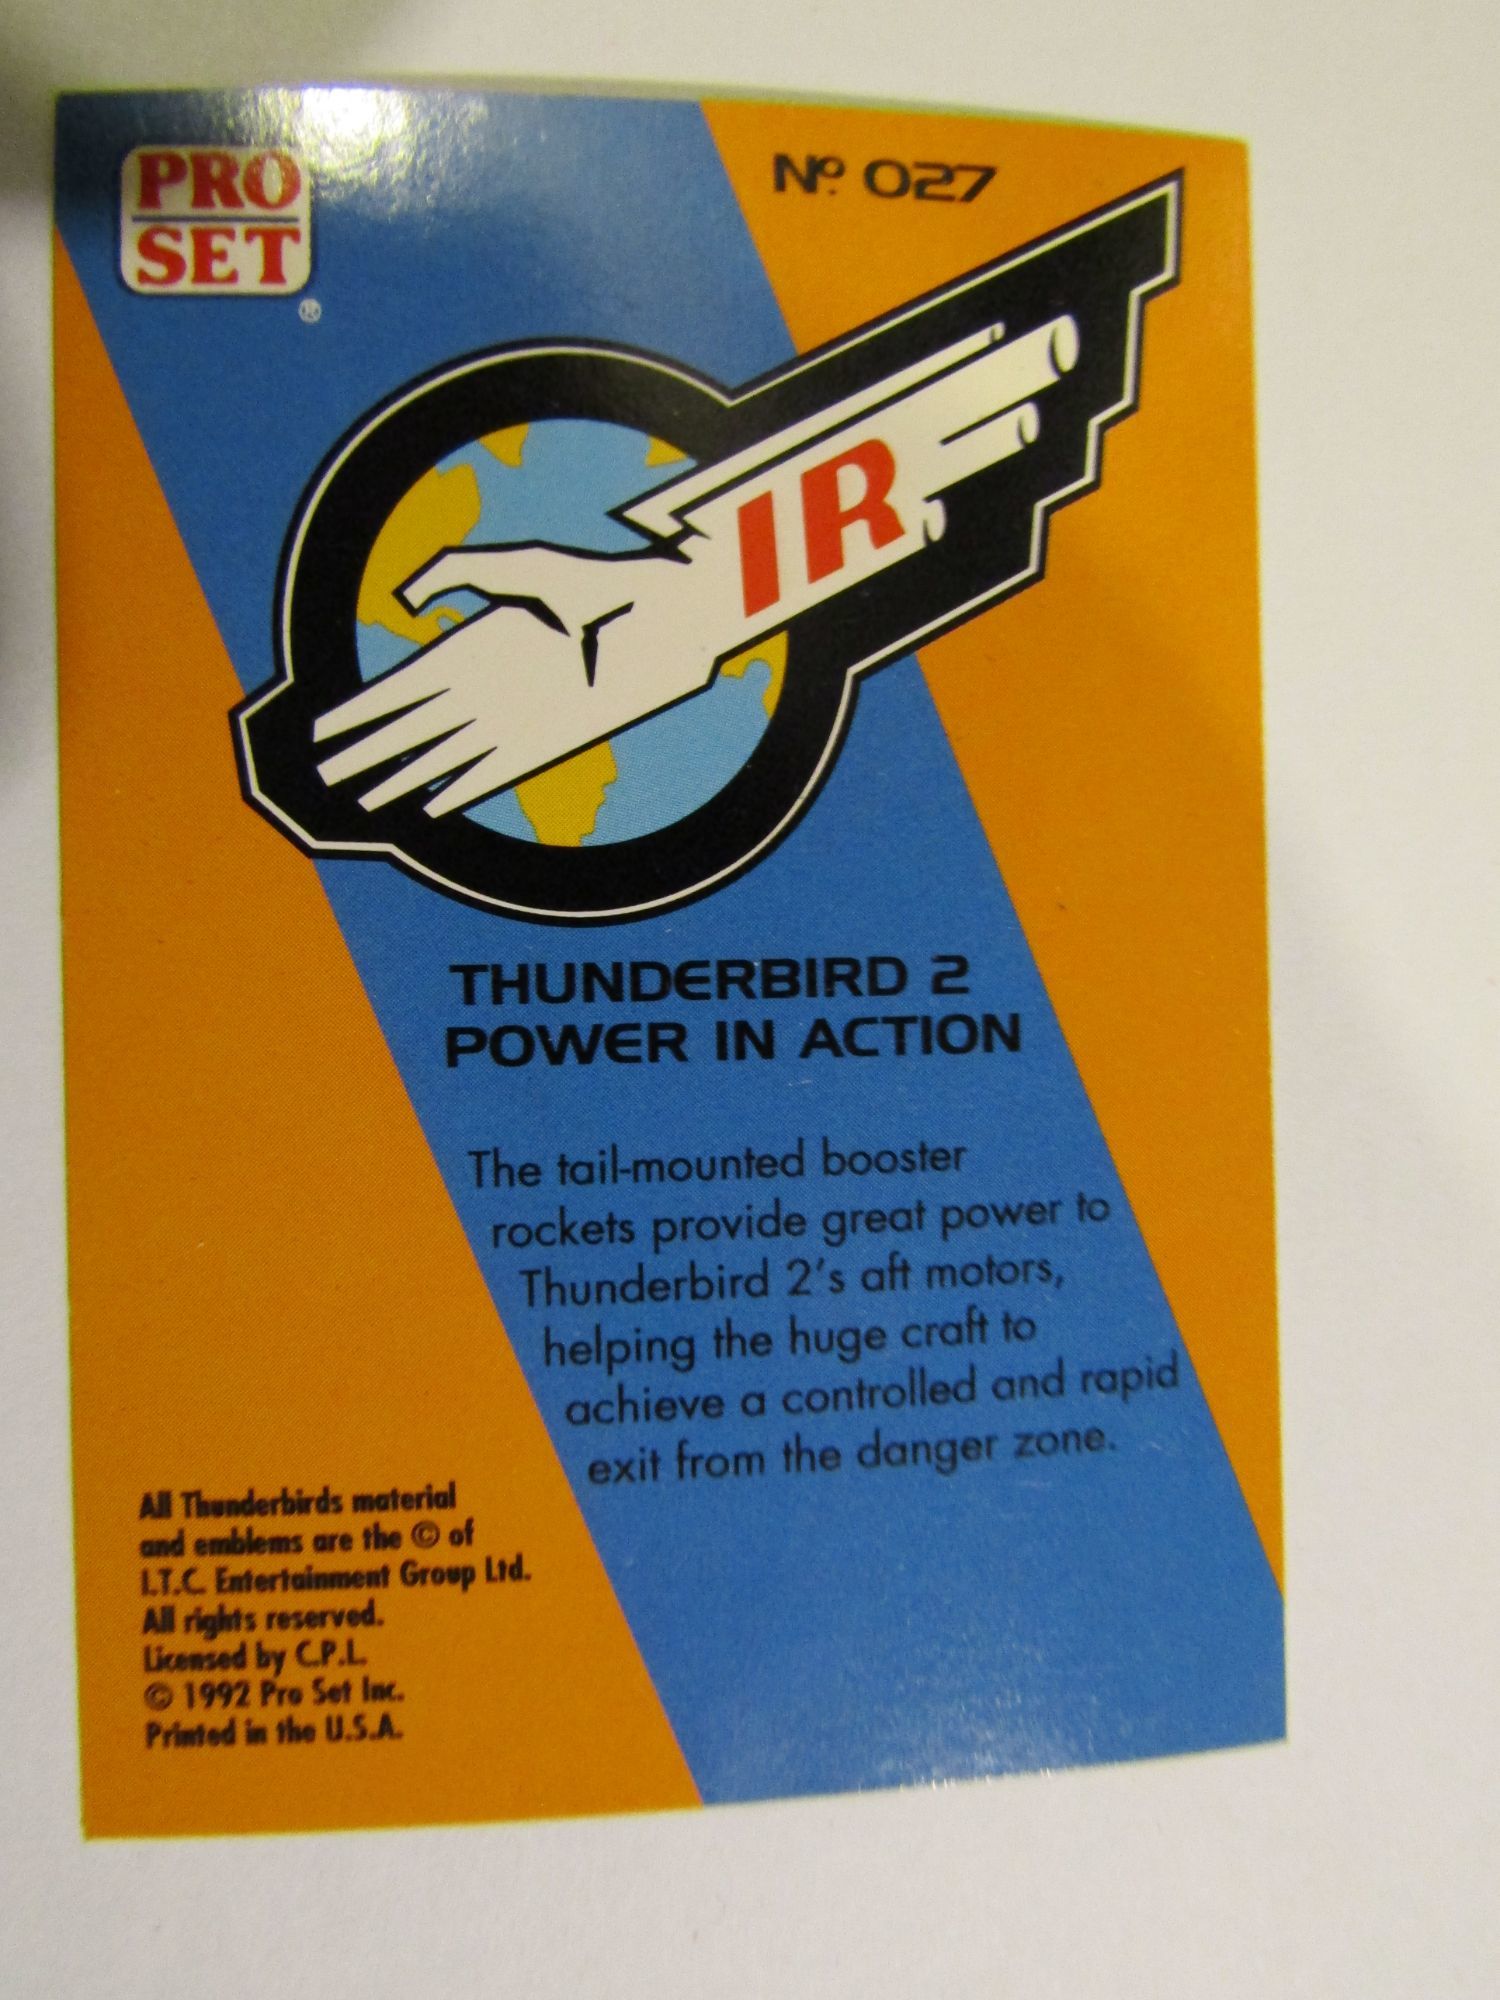 PRO
SET
®
Nº. 027
IR
THUNDERBIRD 2
POWER IN ACTION
The tail-mounted booster
rockets provide great power to
Thunderbird 2's aft motors,
helping the huge craft to
achieve a controlled and rapid
exit from the danger zone.
All Thunderbirds material
and emblems are the © of
I.T.C. Entertainment Group Ltd.
All rights reserved.
Licensed by C.P.L.
© 1992 Pro Set Inc.
Printed in the U.S.A.